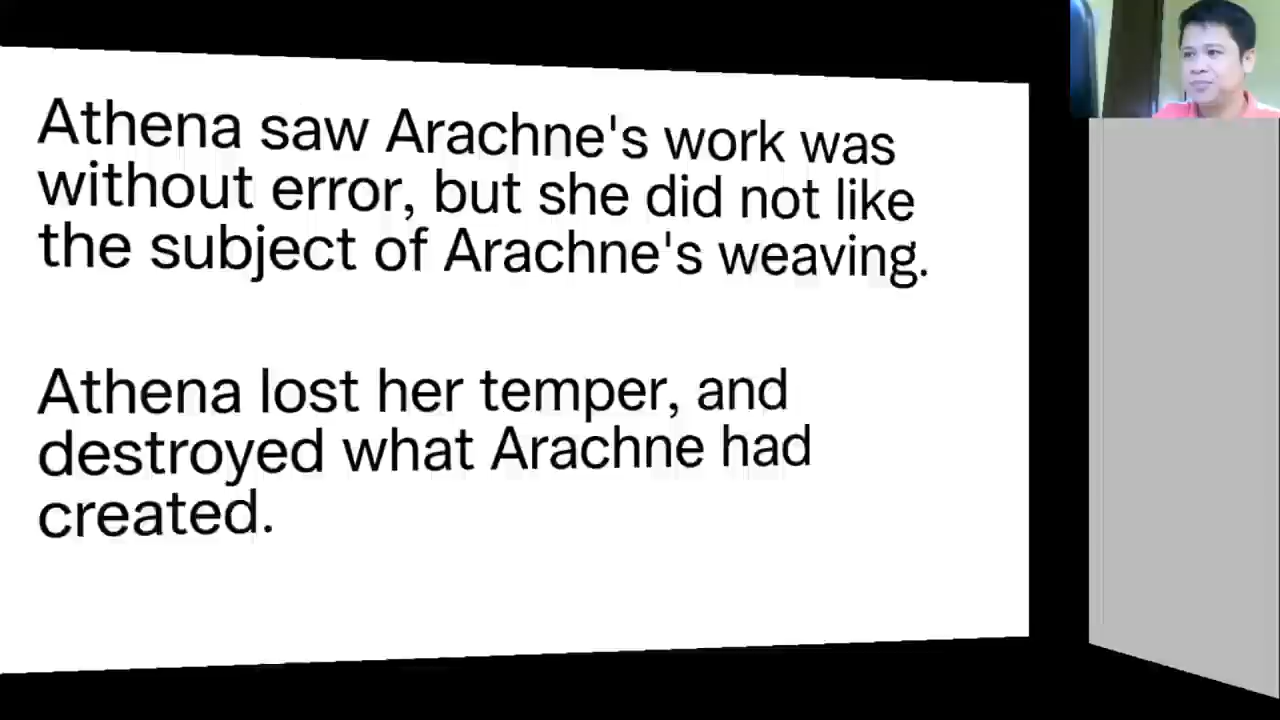 Athena saw Arachne's work was
without error, but she did not like
the subject of Arachne's weaving.
Athena lost her temper, and
destroyed what Arachne had
created.